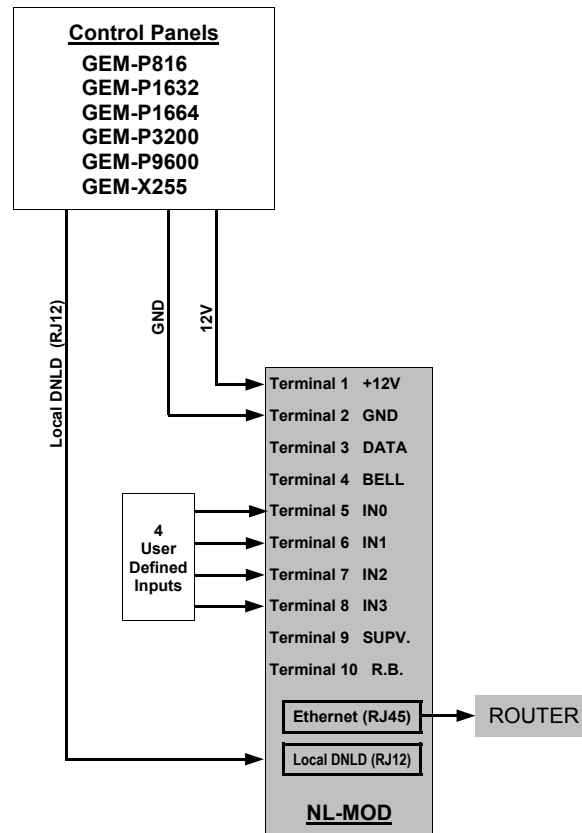 Control Panels
GEM-P816
GEM-P1632
GEM-P1664
GEM-P3200
GEM-P9600
GEM-X255
Local DNLD (RJ12)
GND
12V
Terminal 1 +12V
Terminal 2 GND
Terminal 3 DATA
Terminal 4 BELL
4
User
Defined
Inputs
Terminal 5 IN0
Terminal 6 IN1
Terminal 7 IN2
Terminal 8 IN3
Terminal 9 SUPV.
Terminal 10 R.B.
Ethernet (RJ45)
ROUTER
Local DNLD (RJ12)
NL-MOD